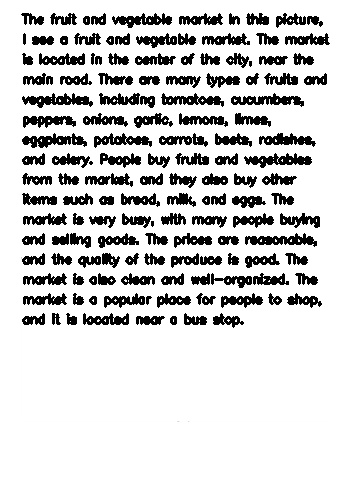 The fruit and vegetable market In this picture,
I see a fruit and vegetable market. The market
is located in the center of the city, near the
main road. There are many types of fruits and
vegetables, including tomatoes, cucumbers,
peppers, onions, garlic, lemons, limes,
eggplants, potatoes, carrots, beets, radishes,
and celery. People buy fruits and vegetables
from the market, and they also buy other
items such as bread, milk, and eggs. The
market is very busy, with many people buying
and selling goods. The prices are reasonable,
and the quality of the produce is good. The
market is also clean and well-organized. The
market is a popular place for people to shop,
and it is located near a bus stop.